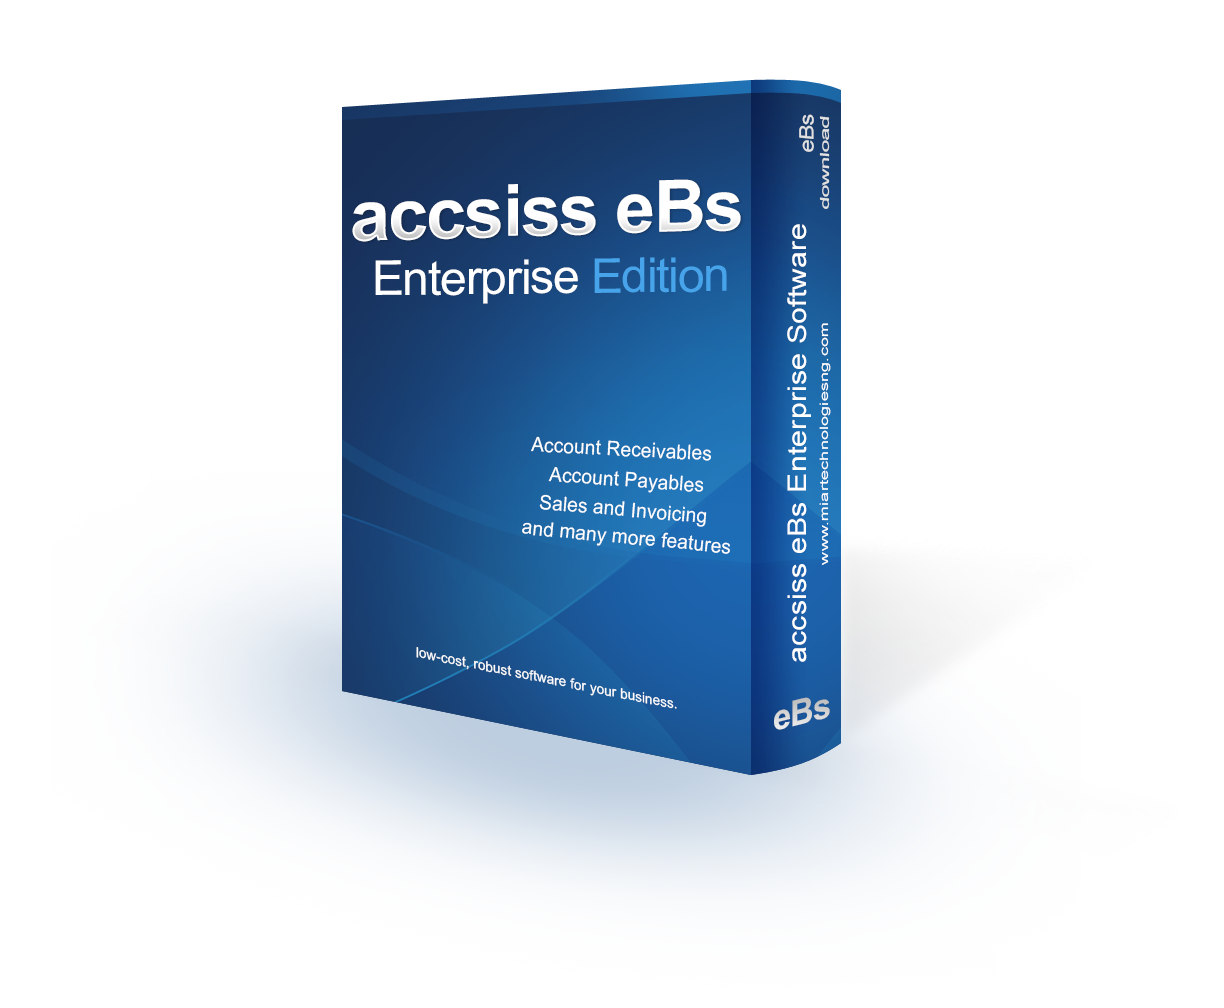 accsiss eBs
Enterprise Edition
Account Receivables
Account Payables
Sales and Invoicing
and many more features
low-cost, robust software for your business.
eBs
download
accsiss eBs Enterprise Software
www.miartechnologiesng.com
eBs